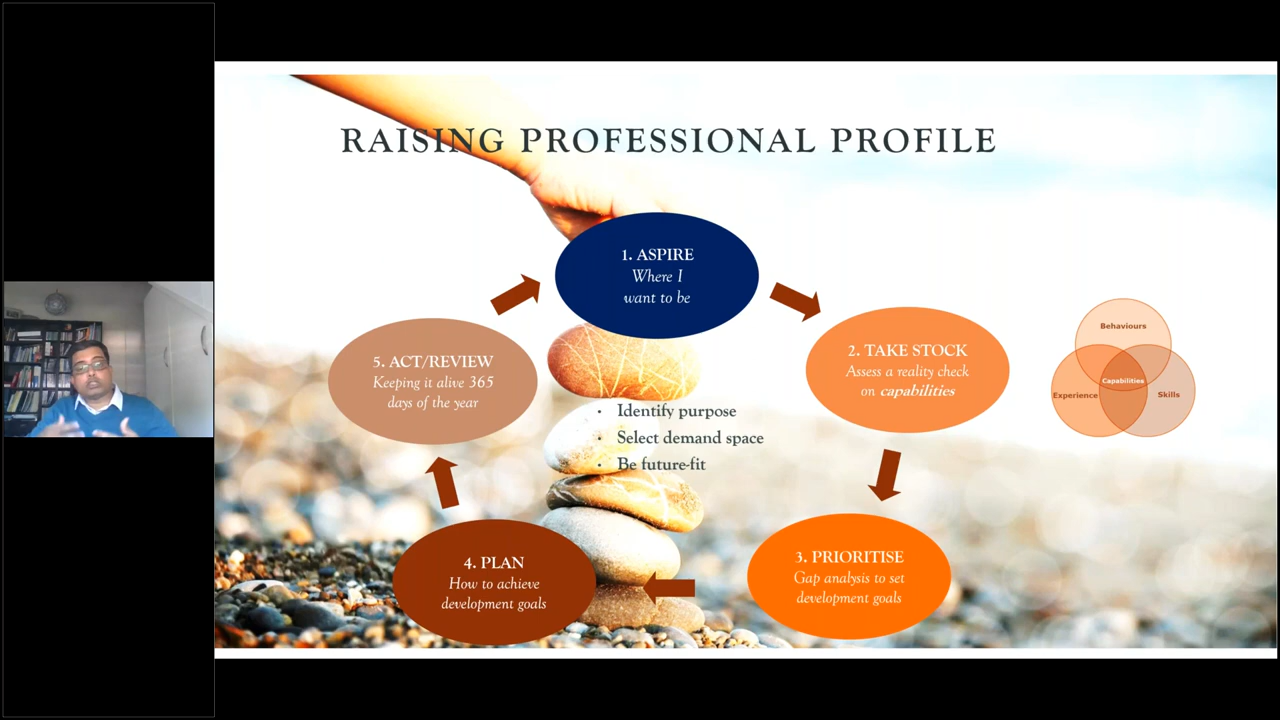 RAISING PROFESSIONAL PROFILE
1. ASPIRE
Where I
want to be
2. TAKE STOCK
Assess a reality check
on capabilities
Behaviours
Capabilities
Experience
Skills
3. PRIORITISE
Gap analysis to set
development goals
4. PLAN
How to achieve
development goals
5. ACT/REVIEW
Keeping it alive 365
days of the year
• Identify purpose
• Select demand space
• Be future-fit